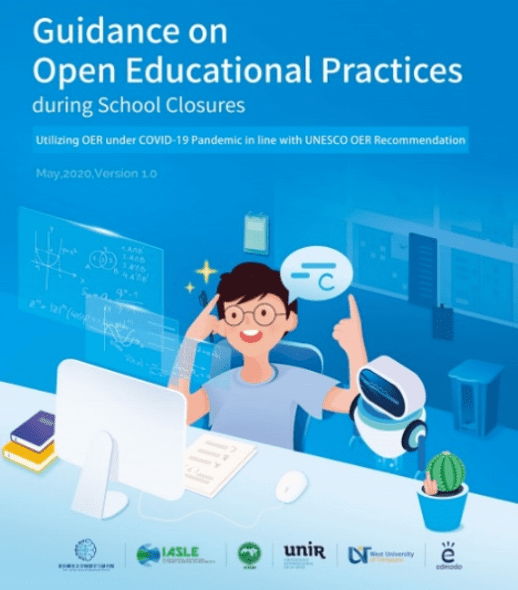 Guidance on
Open Educational Practices
during School Closures
Utilizing OER under COVID-19 Pandemic in line with UNESCO OER Recommendation
May,2020,Version 1.0
C
IASLE
unir
West University
edmodo